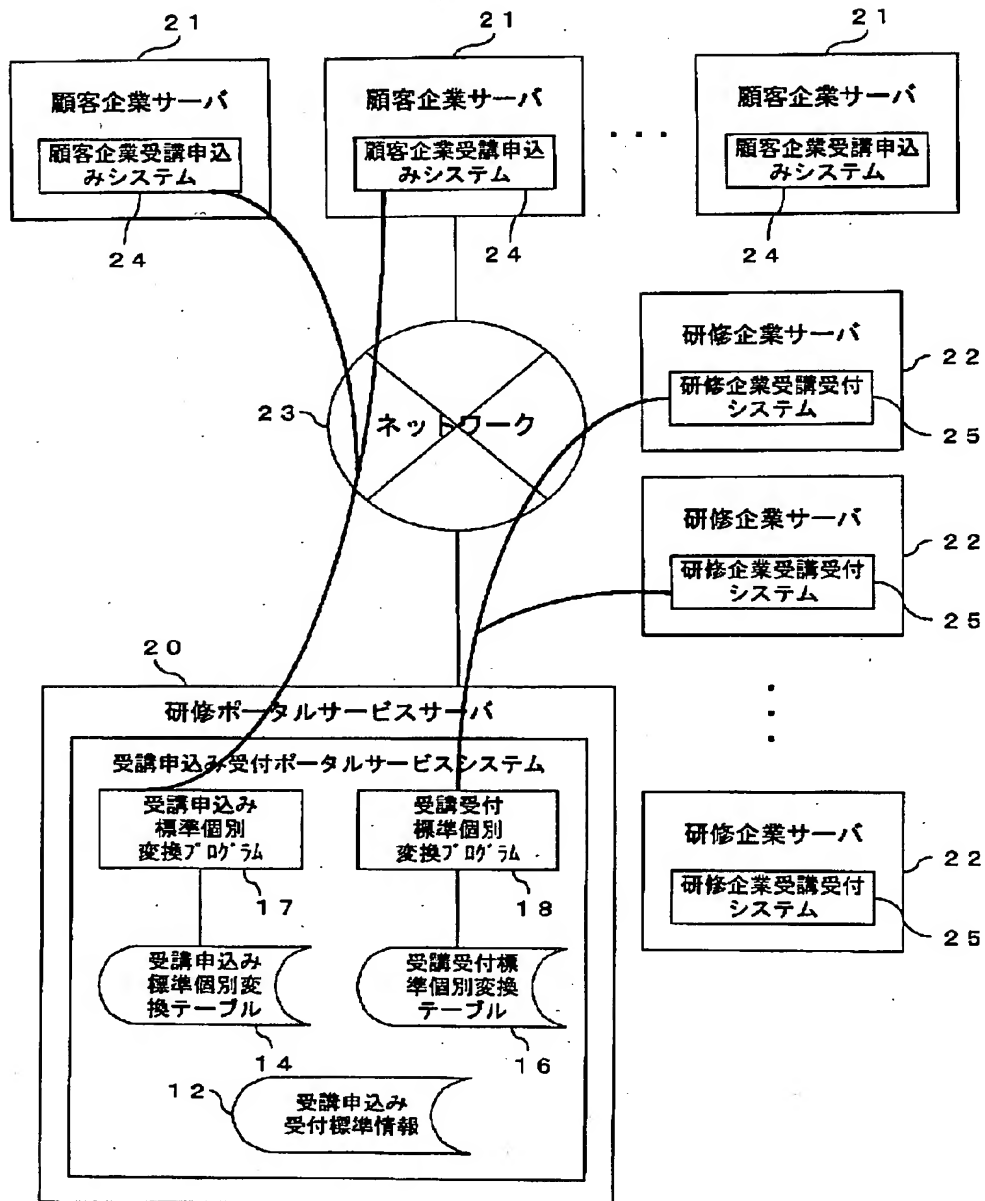 21
21
21
顧客企業サーバ
顧客企業受講申込
みシステム
24
顧客企業サーバ
顧客企業受講申込
みシステム
24
顧客企業サーバ
顧客企業受講申込
みシステム
24
23
ネットワーク
研修企業サーバ
22
研修企業受講受付
システム
25
研修企業サーバ
22
研修企業受講受付
システム
25
研修企業サーバ
22
研修企業受講受付
システム
25
20
研修ポータルサービスサーバ
受講申込み受付ポータルサービスシステム
受講申込み
標準個別
変換プログラム
17
受講受付
標準個別
変換プログラム
18
受講申込み
標準個別変
換テーブル
14
受講受付標
準個別変換
テーブル
16
12
受講申込み
受付標準情報